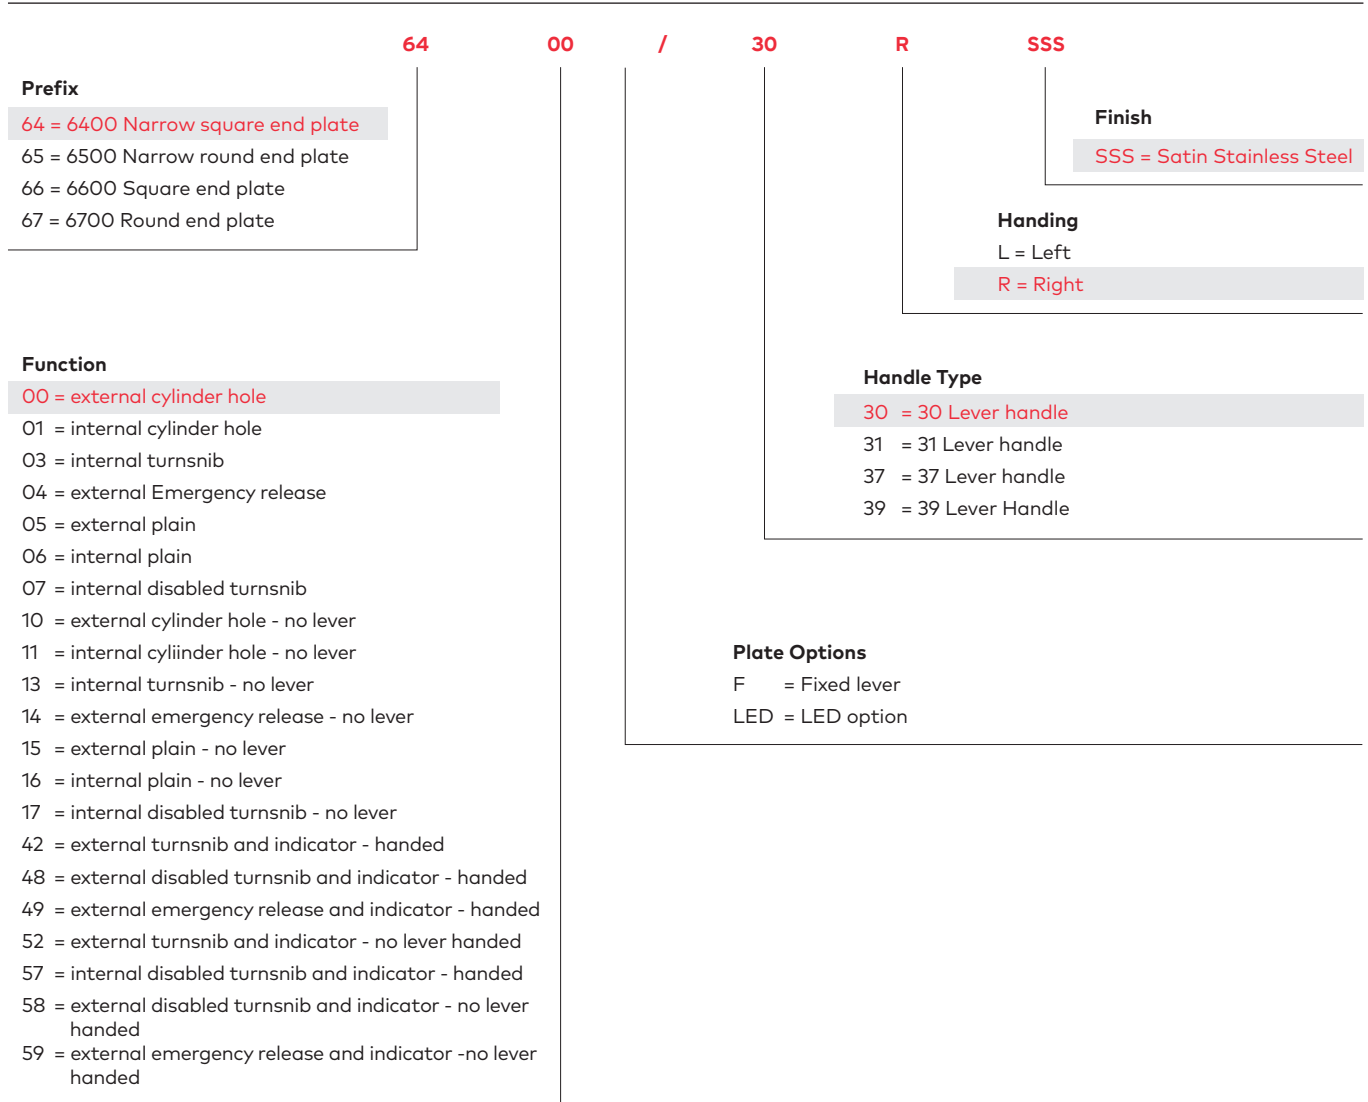 64 00 / 30 R SSS
Prefix
64 = 6400 Narrow square end plate
65 = 6500 Narrow round end plate
66 = 6600 Square end plate
67 = 6700 Round end plate
Finish
SSS = Satin Stainless Steel
Handing
L = Left
R = Right
Function
00 = external cylinder hole
01 = internal cylinder hole
03 = internal turnsnib
04 = external Emergency release
05 = external plain
06 = internal plain
07 = internal disabled turnsnib
10 = external cylinder hole - no lever
11 = internal cyliinder hole - no lever
13 = internal turnsnib - no lever
14 = external emergency release - no lever
15 = external plain - no lever
16 = internal plain - no lever
17 = internal disabled turnsnib - no lever
42 = external turnsnib and indicator - handed
48 = external disabled turnsnib and indicator - handed
49 = external emergency release and indicator - handed
52 = external turnsnib and indicator - no lever handed
57 = internal disabled turnsnib and indicator - handed
58 = external disabled turnsnib and indicator - no lever
handed
59 = external emergency release and indicator -no lever
handed
Handle Type
30 = 30 Lever handle
31 = 31 Lever handle
37 = 37 Lever handle
39 = 39 Lever Handle
Plate Options
F = Fixed lever
LED = LED option